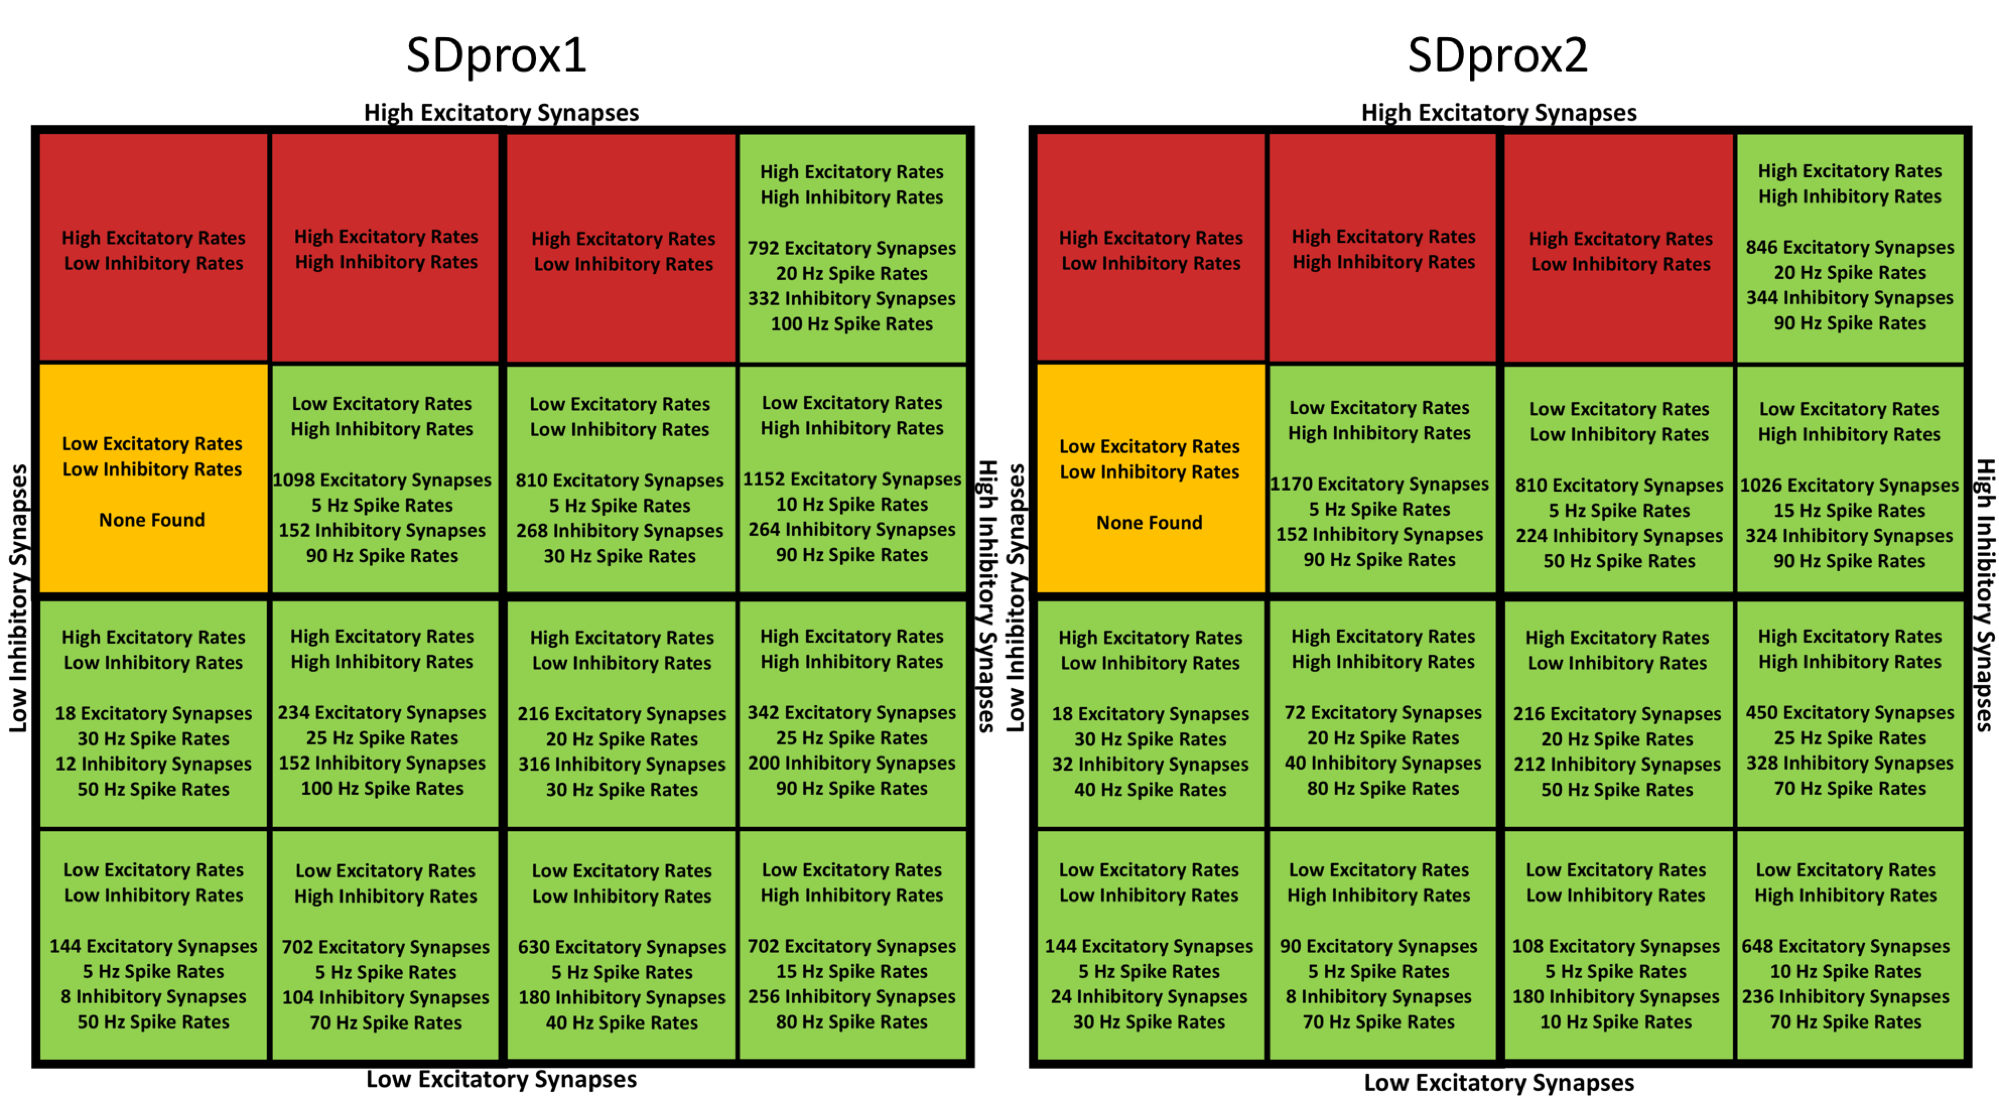 SDprox1
High Excitatory Synapses
Low Inhibitory Synapses
High Excitatory Rates
Low Inhibitory Rates
High Excitatory Rates
High Inhibitory Rates
High Excitatory Rates
Low Inhibitory Rates
High Excitatory Rates
High Inhibitory Rates
792 Excitatory Synapses
20 Hz Spike Rates
332 Inhibitory Synapses
100 Hz Spike Rates
Low Excitatory Rates
Low Inhibitory Rates
None Found
Low Excitatory Rates
High Inhibitory Rates
1098 Excitatory Synapses
5 Hz Spike Rates
152 Inhibitory Synapses
90 Hz Spike Rates
Low Excitatory Rates
Low Inhibitory Rates
810 Excitatory Synapses
5 Hz Spike Rates
268 Inhibitory Synapses
30 Hz Spike Rates
Low Excitatory Rates
High Inhibitory Rates
1152 Excitatory Synapses
10 Hz Spike Rates
264 Inhibitory Synapses
90 Hz Spike Rates
High Excitatory Rates
Low Inhibitory Rates
18 Excitatory Synapses
30 Hz Spike Rates
12 Inhibitory Synapses
50 Hz Spike Rates
High Excitatory Rates
High Inhibitory Rates
234 Excitatory Synapses
25 Hz Spike Rates
152 Inhibitory Synapses
100 Hz Spike Rates
High Excitatory Rates
Low Inhibitory Rates
216 Excitatory Synapses
20 Hz Spike Rates
316 Inhibitory Synapses
30 Hz Spike Rates
High Excitatory Rates
High Inhibitory Rates
342 Excitatory Synapses
25 Hz Spike Rates
200 Inhibitory Synapses
90 Hz Spike Rates
Low Excitatory Rates
Low Inhibitory Rates
144 Excitatory Synapses
5 Hz Spike Rates
8 Inhibitory Synapses
50 Hz Spike Rates
Low Excitatory Rates
High Inhibitory Rates
702 Excitatory Synapses
5 Hz Spike Rates
104 Inhibitory Synapses
70 Hz Spike Rates
Low Excitatory Rates
Low Inhibitory Rates
630 Excitatory Synapses
5 Hz Spike Rates
180 Inhibitory Synapses
40 Hz Spike Rates
Low Excitatory Rates
High Inhibitory Rates
702 Excitatory Synapses
15 Hz Spike Rates
256 Inhibitory Synapses
80 Hz Spike Rates
High Inhibitory Synapses
Low Excitatory Synapses
SDprox2
High Excitatory Synapses
Low Inhibitory Synapses
High Excitatory Rates
Low Inhibitory Rates
High Excitatory Rates
High Inhibitory Rates
High Excitatory Rates
Low Inhibitory Rates
High Excitatory Rates
High Inhibitory Rates
846 Excitatory Synapses
20 Hz Spike Rates
344 Inhibitory Synapses
90 Hz Spike Rates
Low Excitatory Rates
Low Inhibitory Rates
None Found
Low Excitatory Rates
High Inhibitory Rates
1170 Excitatory Synapses
5 Hz Spike Rates
152 Inhibitory Synapses
90 Hz Spike Rates
Low Excitatory Rates
Low Inhibitory Rates
810 Excitatory Synapses
5 Hz Spike Rates
224 Inhibitory Synapses
50 Hz Spike Rates
Low Excitatory Rates
High Inhibitory Rates
1026 Excitatory Synapses
15 Hz Spike Rates
324 Inhibitory Synapses
90 Hz Spike Rates
High Excitatory Rates
Low Inhibitory Rates
18 Excitatory Synapses
30 Hz Spike Rates
32 Inhibitory Synapses
40 Hz Spike Rates
High Excitatory Rates
High Inhibitory Rates
72 Excitatory Synapses
20 Hz Spike Rates
40 Inhibitory Synapses
80 Hz Spike Rates
High Excitatory Rates
Low Inhibitory Rates
216 Excitatory Synapses
20 Hz Spike Rates
212 Inhibitory Synapses
50 Hz Spike Rates
High Excitatory Rates
High Inhibitory Rates
450 Excitatory Synapses
25 Hz Spike Rates
328 Inhibitory Synapses
70 Hz Spike Rates
Low Excitatory Rates
Low Inhibitory Rates
144 Excitatory Synapses
5 Hz Spike Rates
24 Inhibitory Synapses
30 Hz Spike Rates
Low Excitatory Rates
High Inhibitory Rates
90 Excitatory Synapses
5 Hz Spike Rates
8 Inhibitory Synapses
70 Hz Spike Rates
Low Excitatory Rates
Low Inhibitory Rates
108 Excitatory Synapses
5 Hz Spike Rates
180 Inhibitory Synapses
10 Hz Spike Rates
Low Excitatory Rates
High Inhibitory Rates
648 Excitatory Synapses
10 Hz Spike Rates
236 Inhibitory Synapses
70 Hz Spike Rates
High Inhibitory Synapses
Low Excitatory Synapses